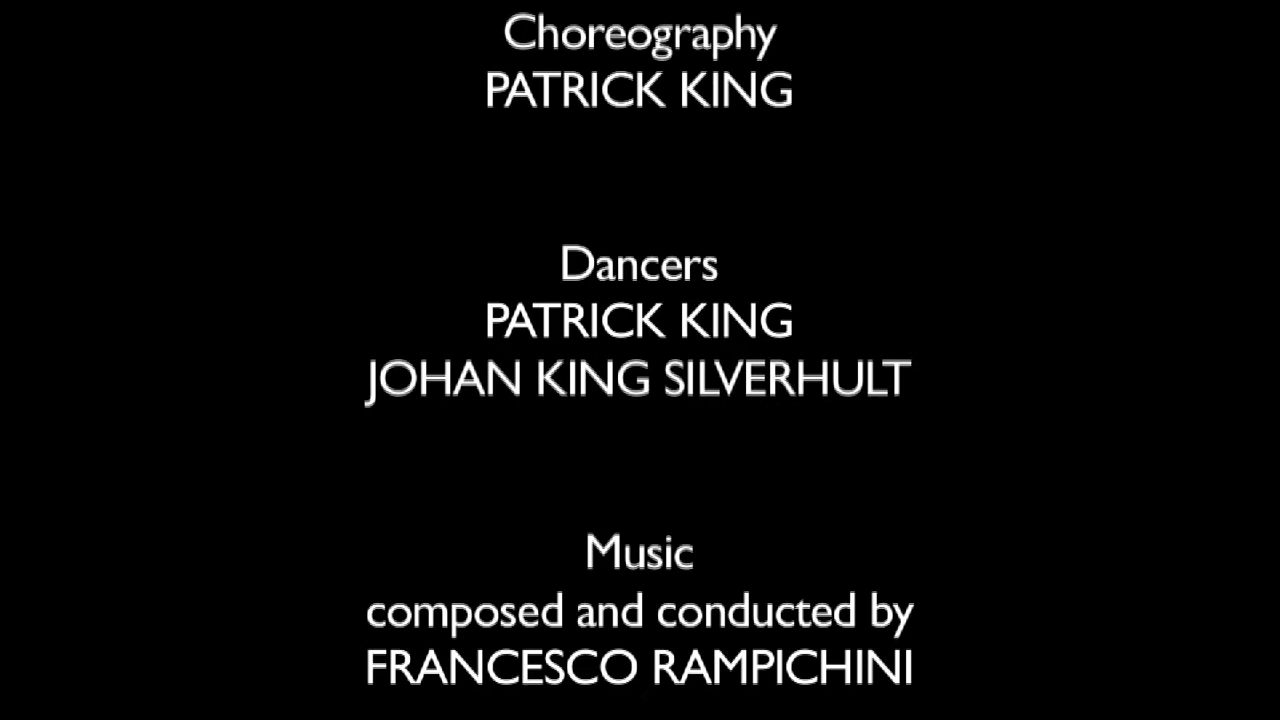 Choreography
PATRICK KING
Dancers
PATRICK KING
JOHAN KING SILVERHULT
Music
composed and conducted by
FRANCESCO RAMPICHINI